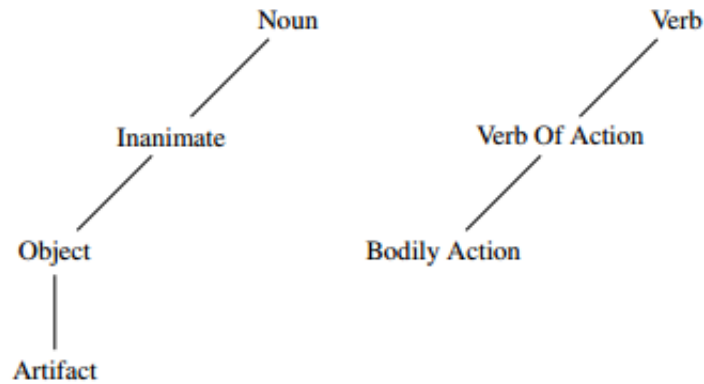 Noun
Verb
Inanimate
Verb Of Action
Object
Bodily Action
Artifact